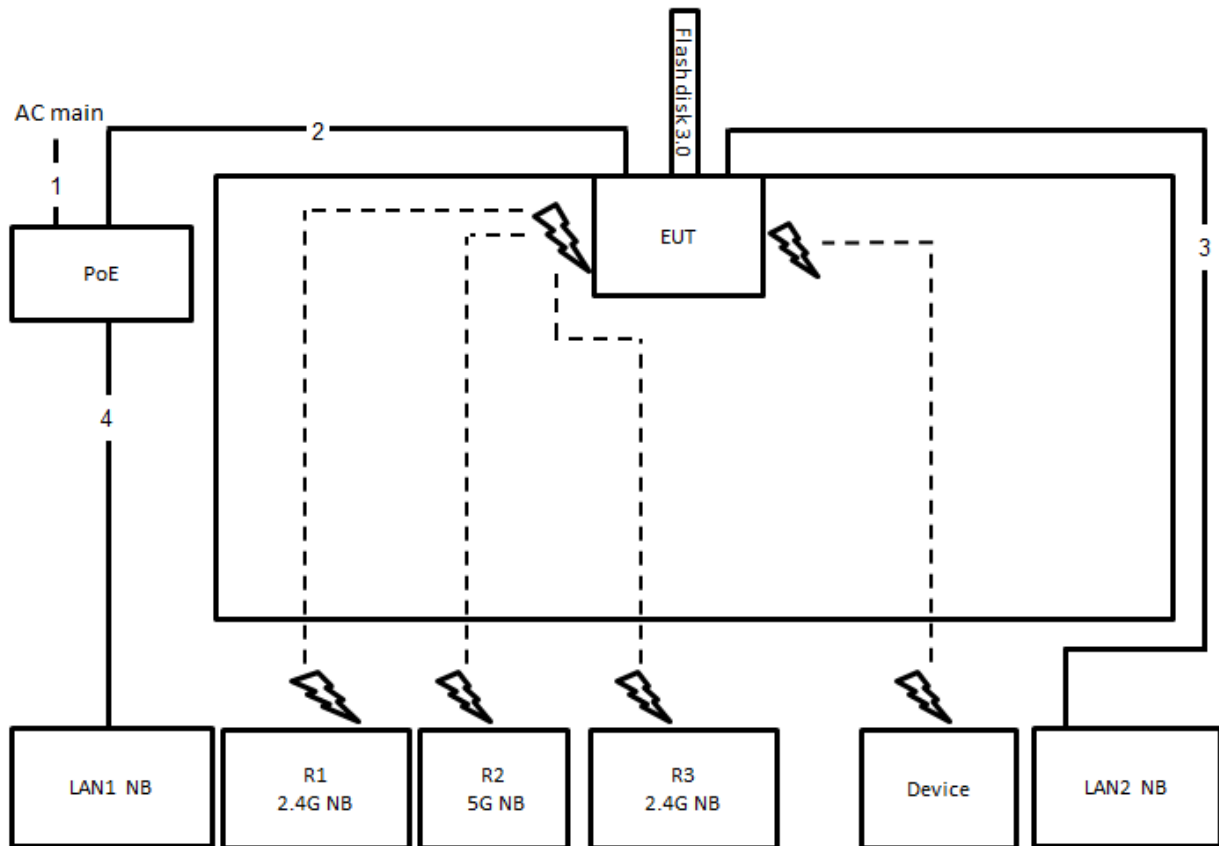 Flash disk 3.0
AC main
2
1
EUT
3
PoE
4
LAN1 NB
R1
2.4G NB
R2
5G NB
R3
2.4G NB
Device
LAN2 NB